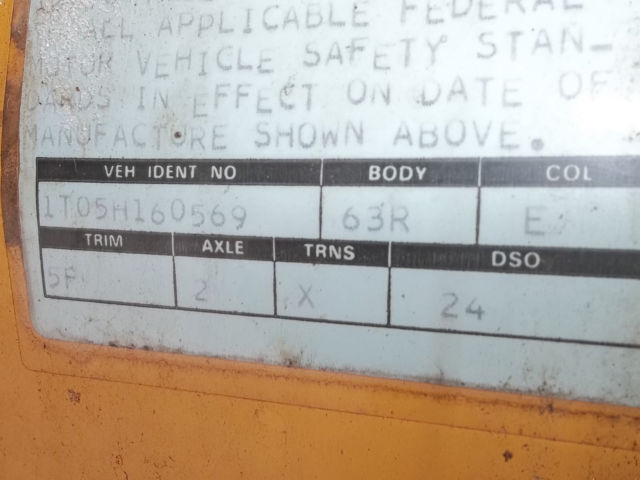 ALL APPLICABLE FEDERAL
MOTOR VEHICLE SAFETY STAN-
DARDS IN EFFECT ON DATE OF
MANUFACTURE SHOWN ABOVE.
VEH IDENT NO BODY COL
1T05H160569 63R E
TRIM AXLE TRNS DSO
5F 2 X 24